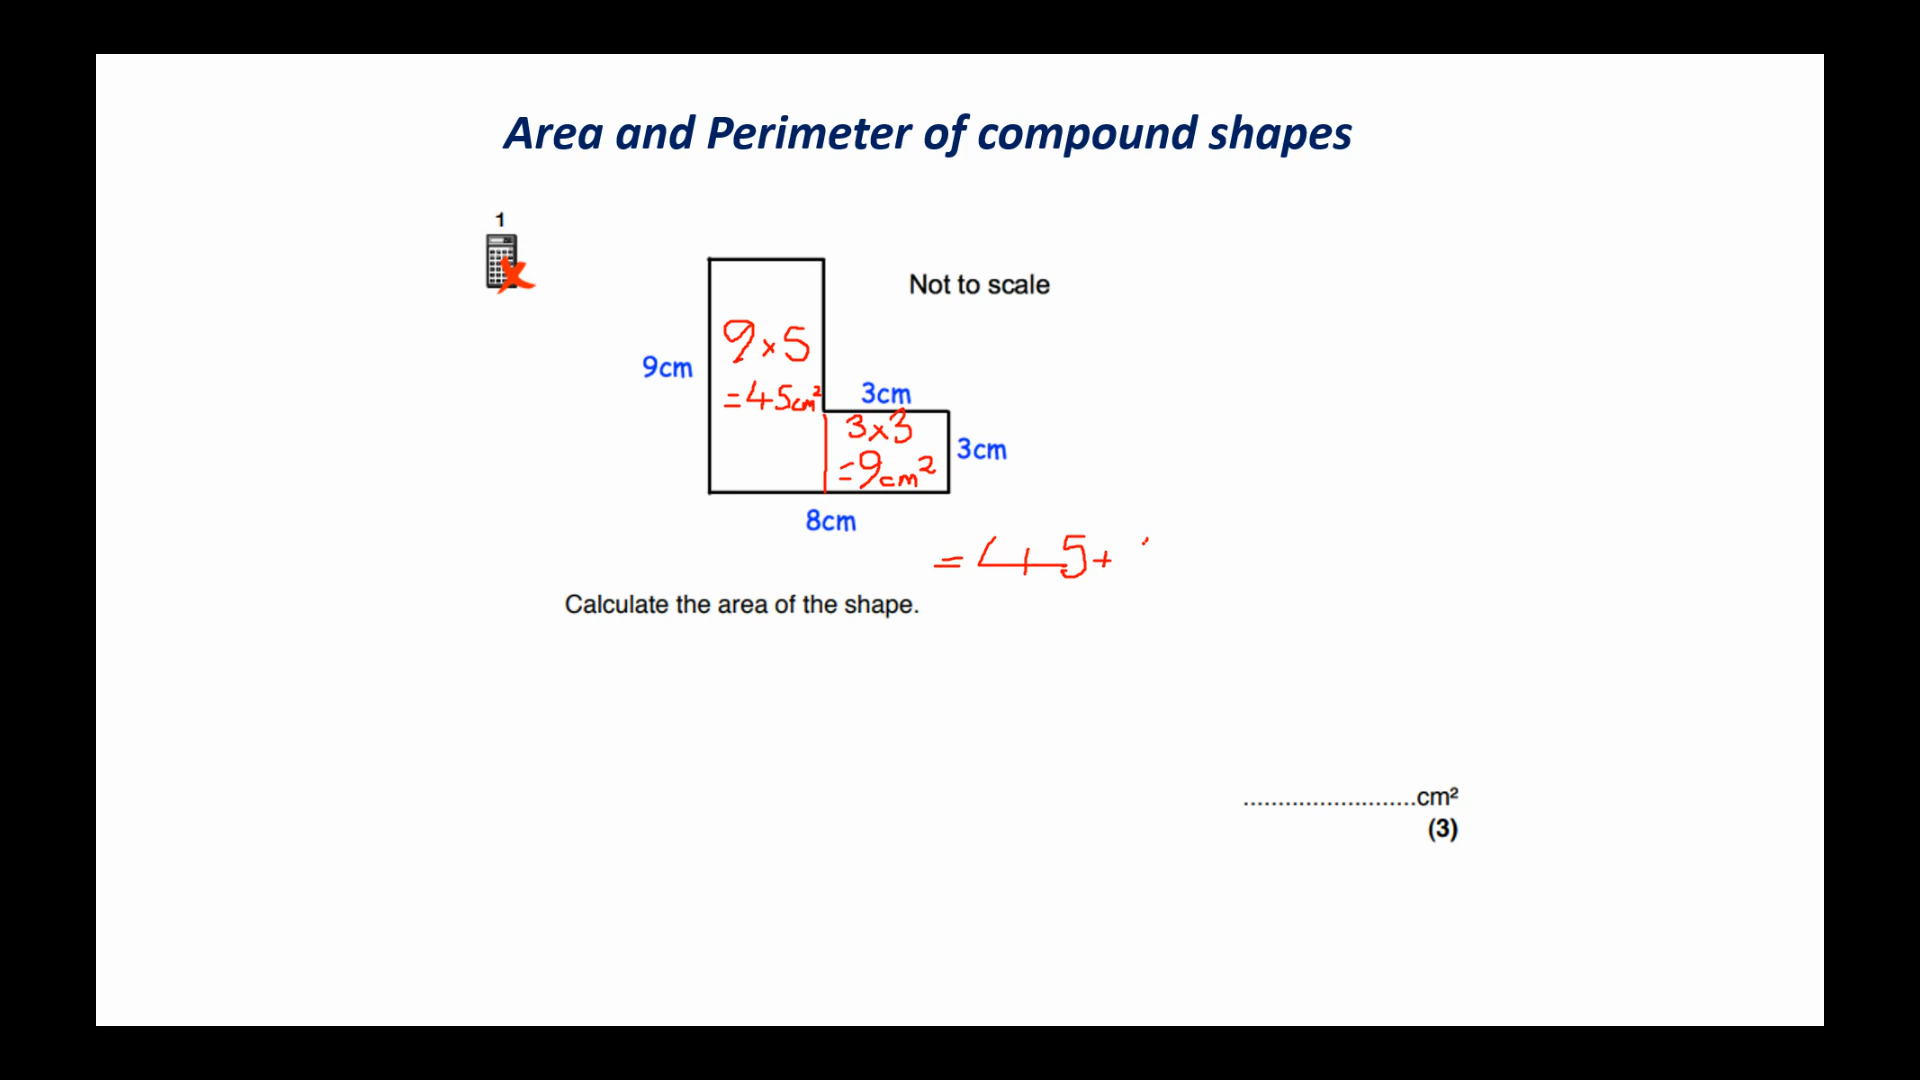 Area and Perimeter of compound shapes
1
Not to scale
9×5
9cm
=45cm²
3cm
3×3
3cm
=9cm²
8cm
=45+
Calculate the area of the shape.
.........................cm²
(3)